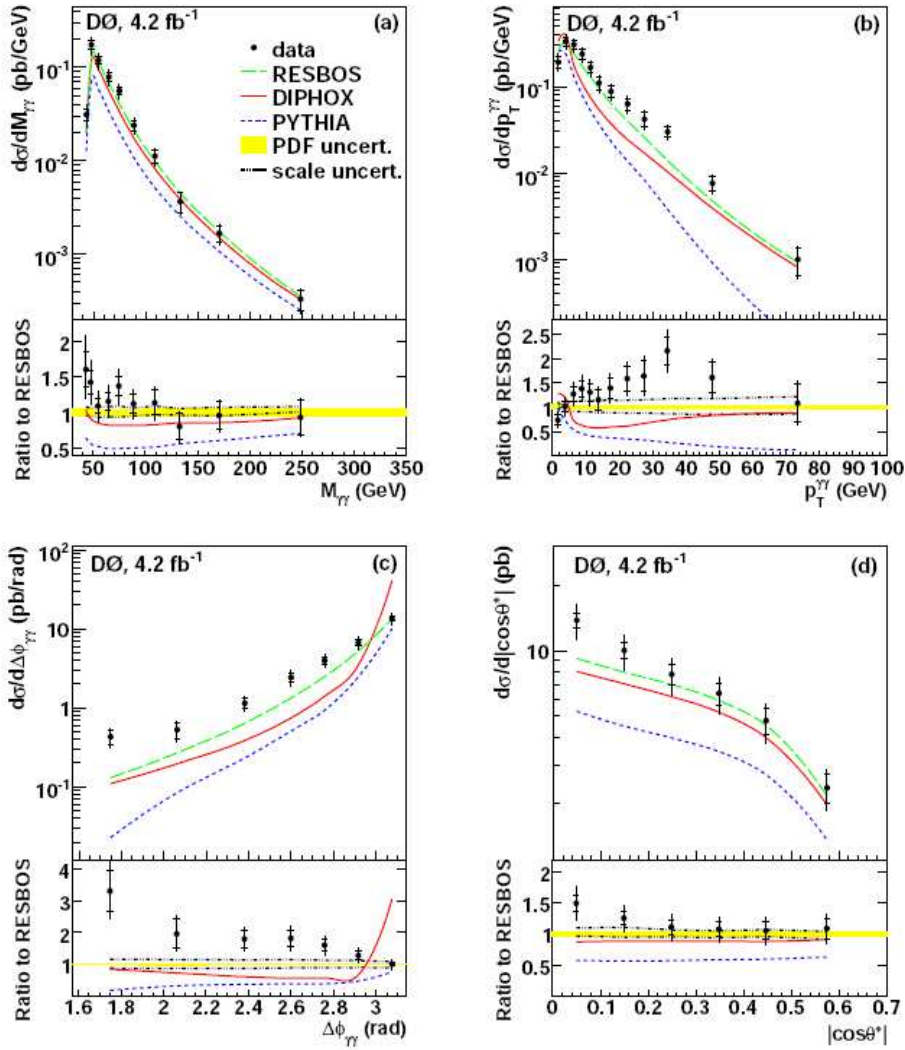 DØ, 4.2 fb⁻¹ (a)
data
RESBOS
DIPHOX
PYTHIA
PDF uncert.
scale uncert.
dσ/dMγγ (pb/GeV)
10⁻¹
10⁻²
10⁻³
Ratio to RESBOS
2
1.5
1
0.5
50 100 150 200 250 300 350
Mγγ (GeV)
DØ, 4.2 fb⁻¹ (b)
dσ/dp_T^γγ (pb/GeV)
10⁻¹
10⁻²
10⁻³
Ratio to RESBOS
2.5
2
1.5
1
0.5
0 10 20 30 40 50 60 70 80 90 100
p_T^γγ (GeV)
DØ, 4.2 fb⁻¹ (c)
dσ/dΔϕγγ (pb/rad)
10²
10
1
10⁻¹
Ratio to RESBOS
4
3
2
1
1.6 1.8 2 2.2 2.4 2.6 2.8 3
Δϕγγ (rad)
DØ, 4.2 fb⁻¹ (d)
dσ/d|cosθ*| (pb)
10
Ratio to RESBOS
2
1.5
1
0.5
0 0.1 0.2 0.3 0.4 0.5 0.6 0.7
|cosθ*|